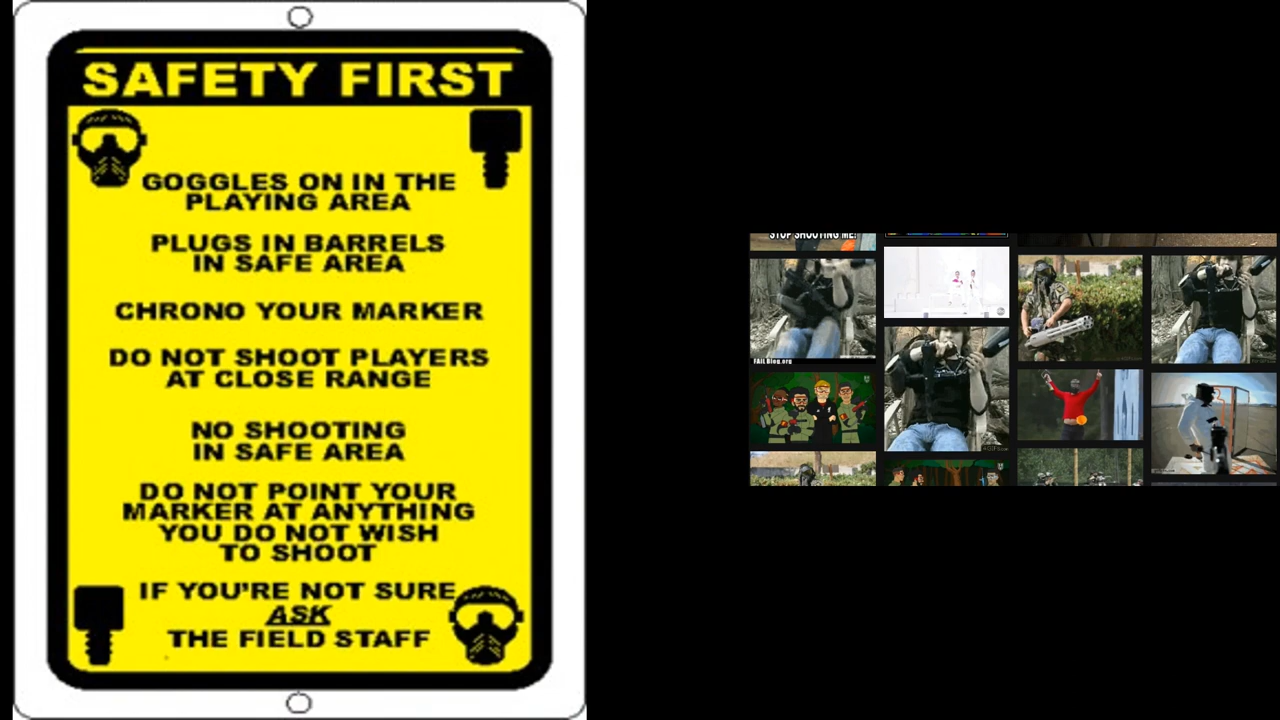 SAFETY FIRST
GOGGLES ON IN THE
PLAYING AREA
PLUGS IN BARRELS
IN SAFE AREA
CHRONO YOUR MARKER
DO NOT SHOOT PLAYERS
AT CLOSE RANGE
NO SHOOTING
IN SAFE AREA
DO NOT POINT YOUR
MARKER AT ANYTHING
YOU DO NOT WISH
TO SHOOT
IF YOU'RE NOT SURE
ASK
THE FIELD STAFF
STOP SHOOTING ME!
FAIL Blog.org